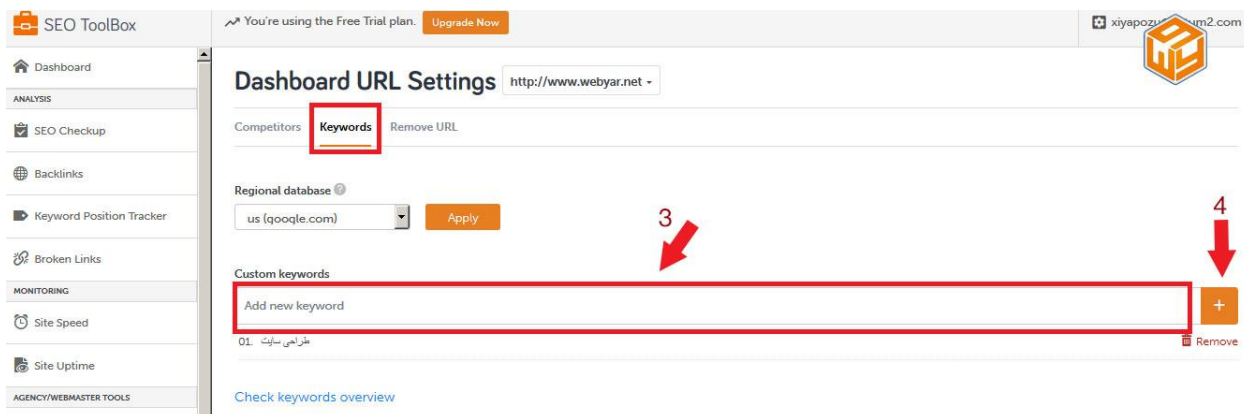 SEO ToolBox
You're using the Free Trial plan. Upgrade Now
Dashboard
ANALYSIS
SEO Checkup
Backlinks
Keyword Position Tracker
Broken Links
MONITORING
Site Speed
Site Uptime
AGENCY/WEBMASTER TOOLS
Dashboard URL Settings http://www.webyar.net
Competitors Keywords Remove URL
Regional database
us (google.com) Apply
3
4
Custom keywords
Add new keyword +
01. طراحی سایت Remove
Check keywords overview